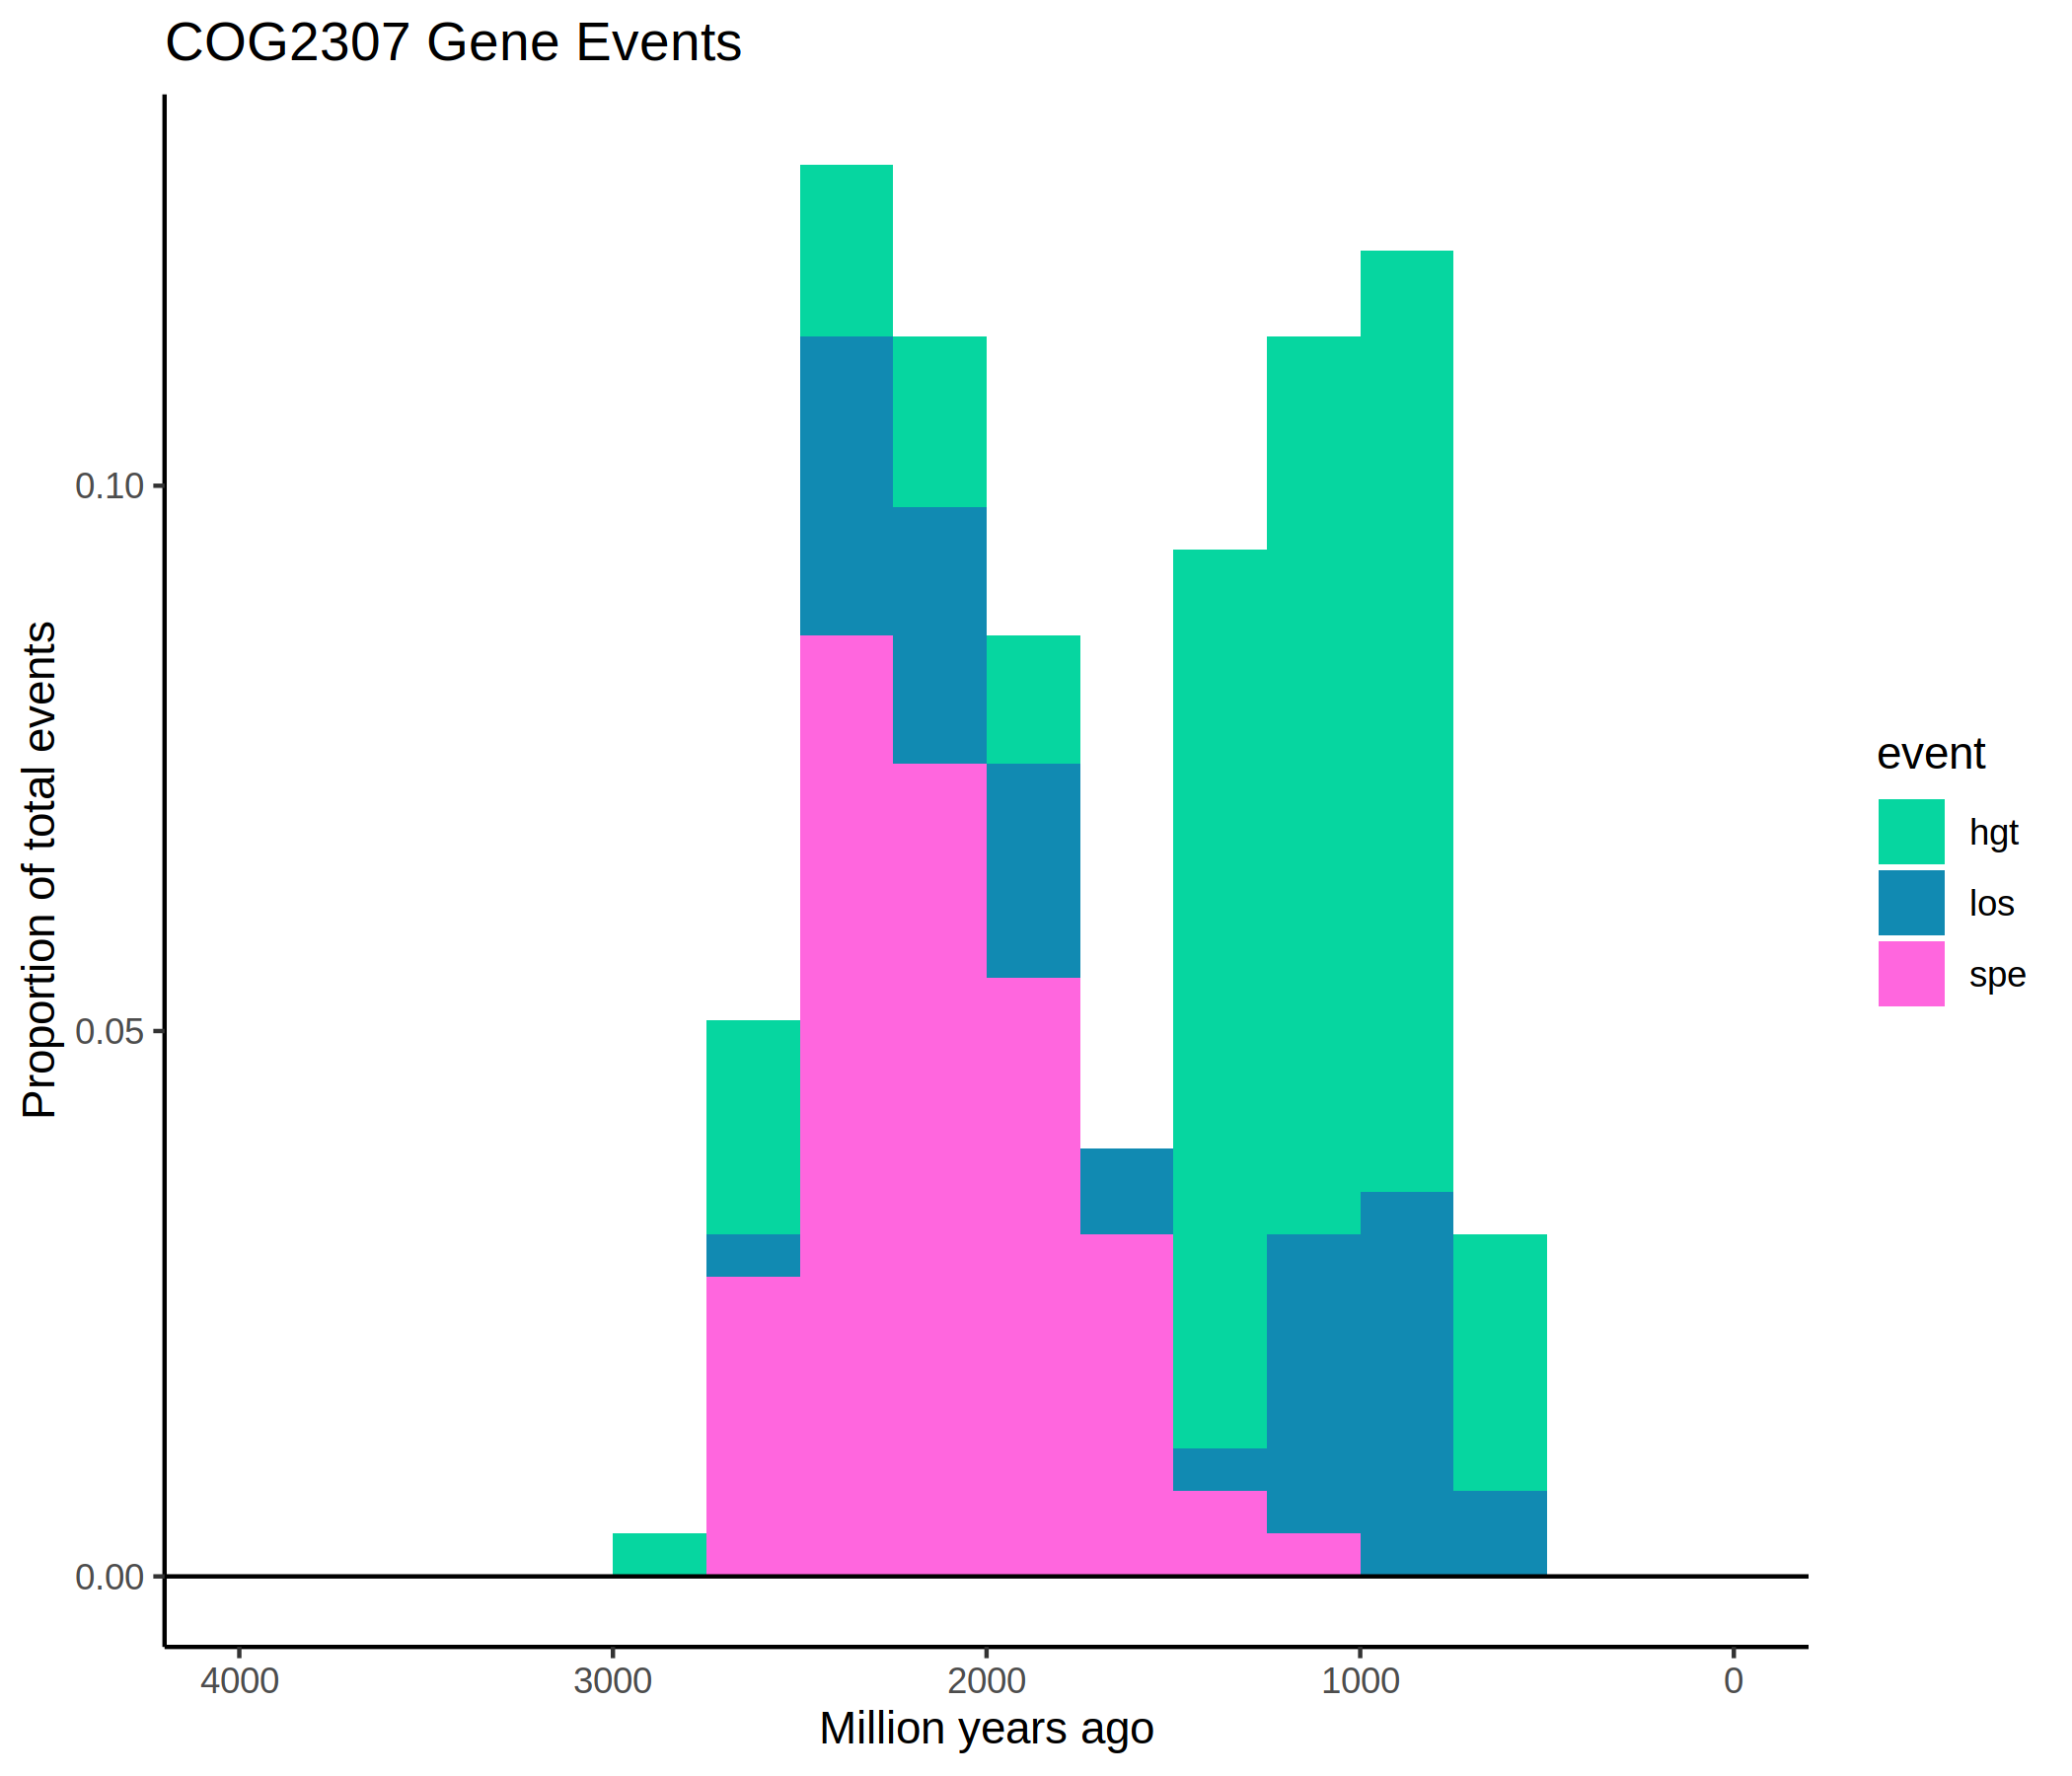 COG2307 Gene Events
Proportion of total events
0.10
0.05
0.00
4000 3000 2000 1000 0
Million years ago
event
hgt
los
spe